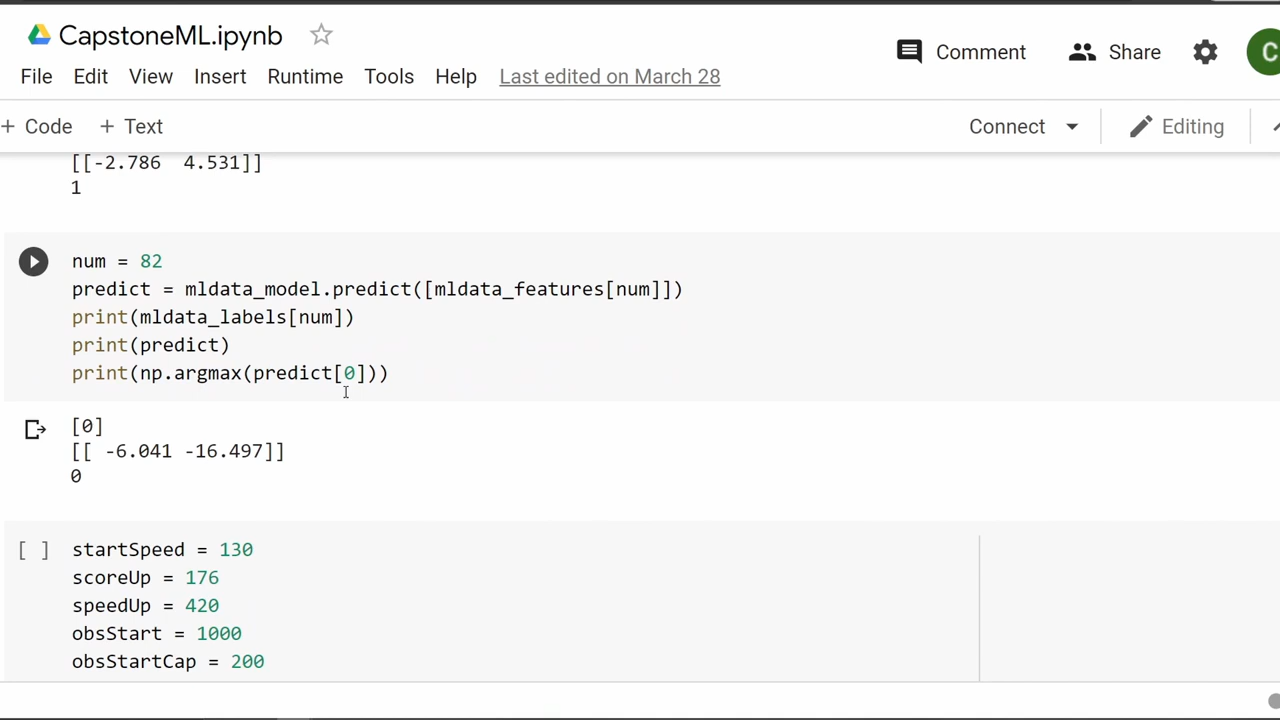 CapstoneML.ipynb
Comment Share C
File Edit View Insert Runtime Tools Help Last edited on March 28
+ Code + Text Connect Editing
[[-2.786  4.531]]
1
num = 82
predict = mldata_model.predict([mldata_features[num]])
print(mldata_labels[num])
print(predict)
print(np.argmax(predict[0]))
[0]
[[ -6.041 -16.497]]
0
[ ] startSpeed = 130
scoreUp = 176
speedUp = 420
obsStart = 1000
obsStartCap = 200